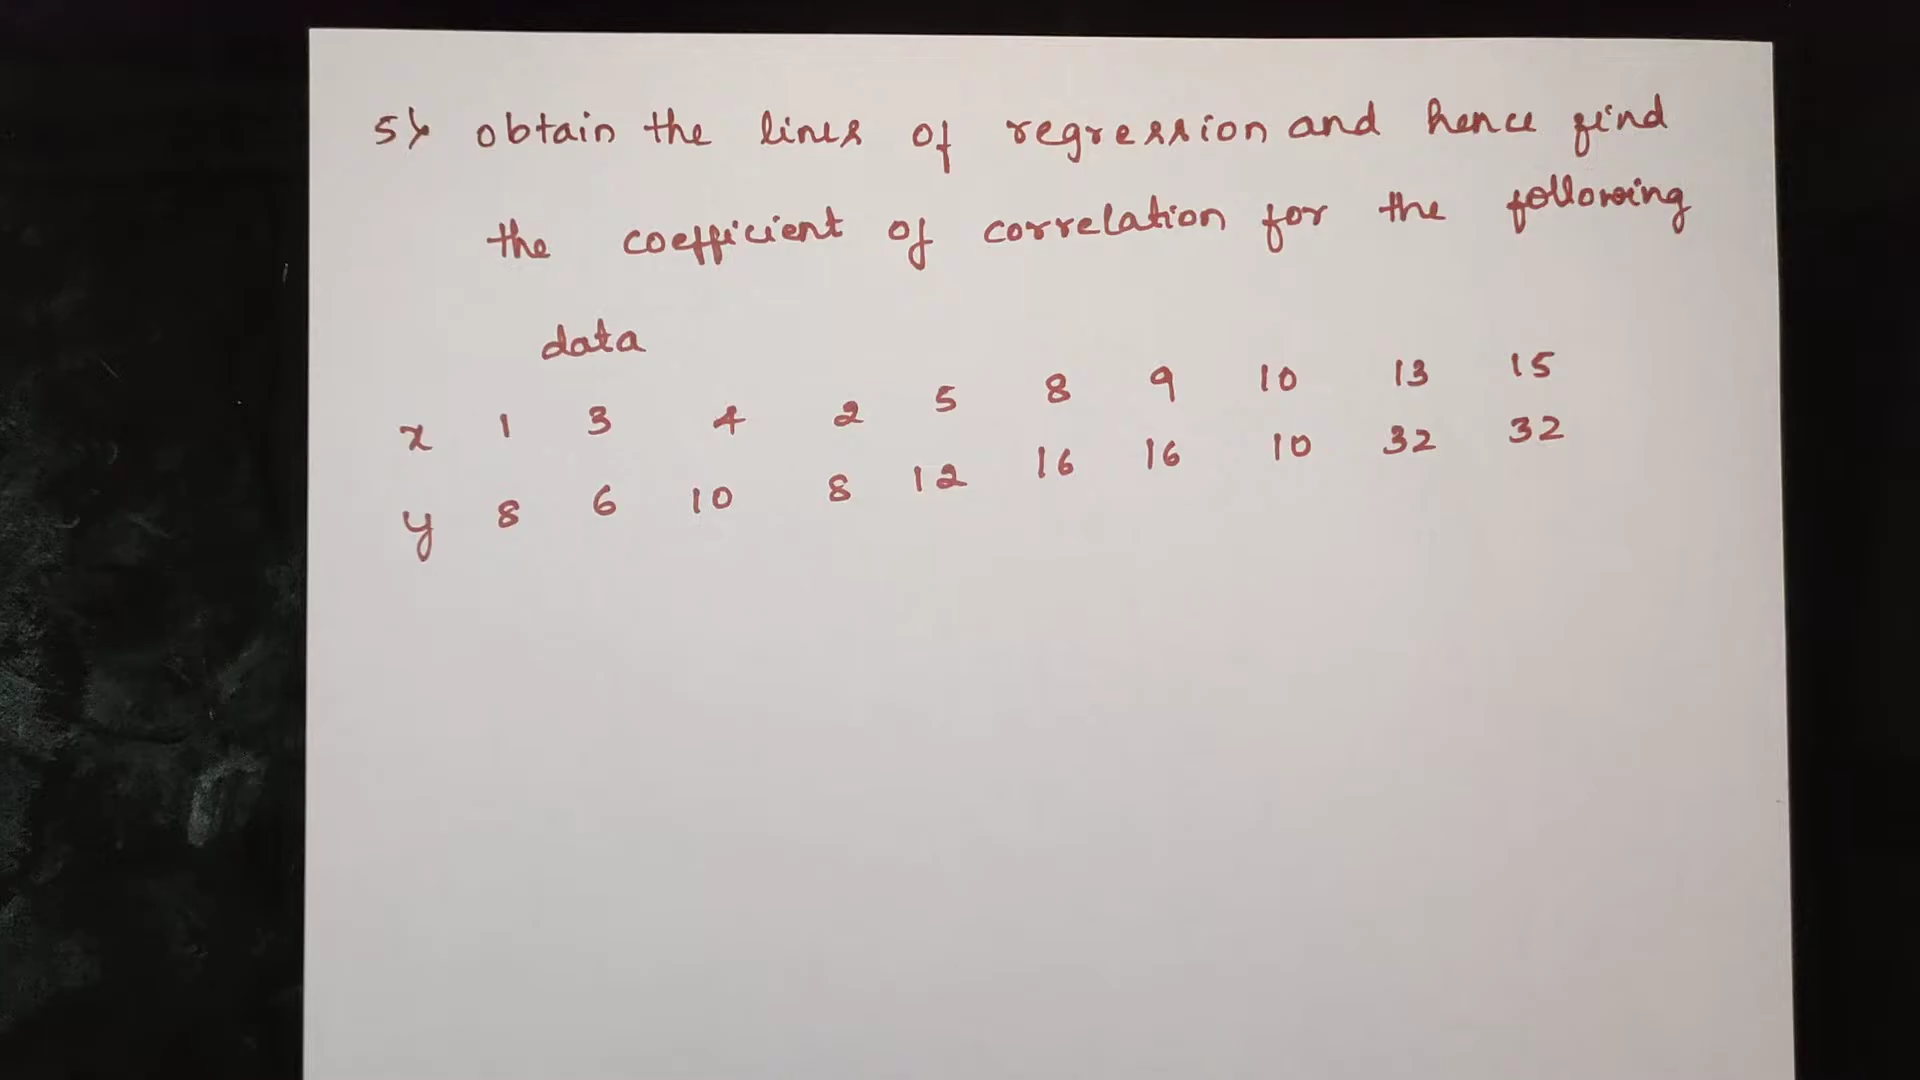 5) obtain the lines of regression and hence find
the coefficient of correlation for the following
data
x 1 3 4 2 5 8 9 10 13 15
y 8 6 10 8 12 16 16 10 32 32